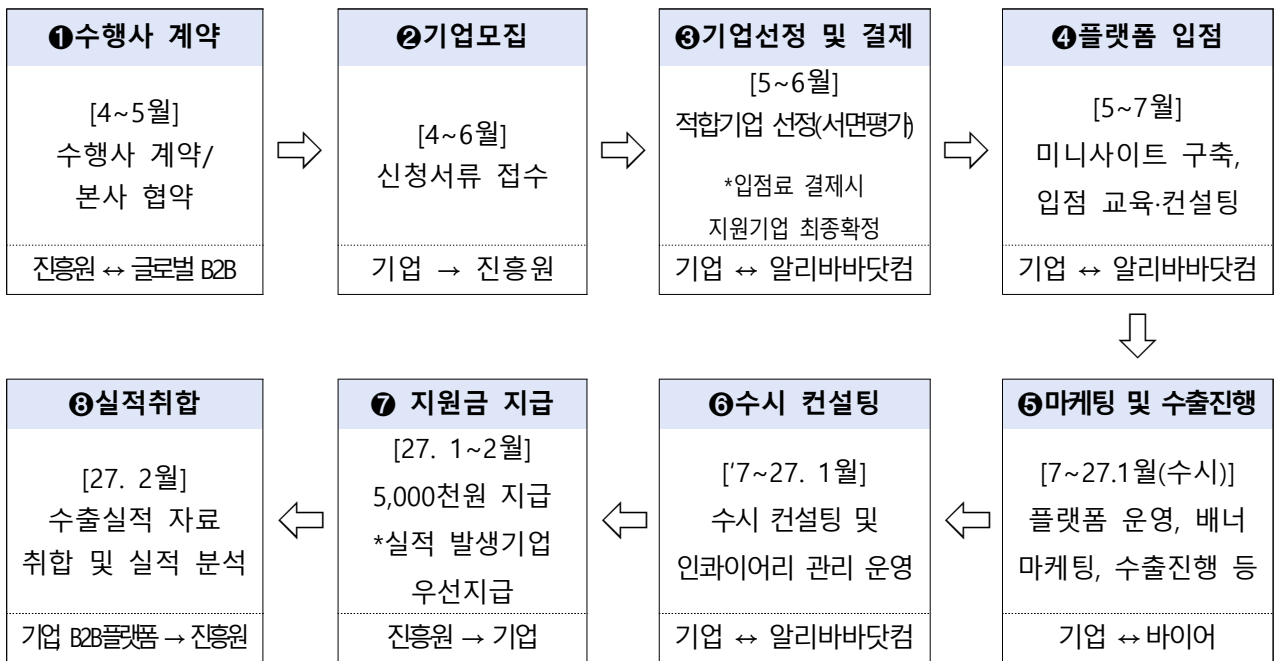 ❶수행사 계약
[4~5월]
수행사 계약/
본사 협약
진흥원 ↔ 글로벌 B2B
❷기업모집
[4~6월]
신청서류 접수
기업 → 진흥원
❸기업선정 및 결제
[5~6월]
적합기업 선정(서면평가)
*입점료 결제시
지원기업 최종확정
기업 ↔ 알리바바닷컴
❹플랫폼 입점
[5~7월]
미니사이트 구축,
입점 교육·컨설팅
기업 ↔ 알리바바닷컴
❺마케팅 및 수출진행
[7~27.1월(수시)]
플랫폼 운영, 배너
마케팅, 수출진행 등
기업 ↔ 바이어
❻수시 컨설팅
['7~27. 1월]
수시 컨설팅 및
인콰이어리 관리 운영
기업 ↔ 알리바바닷컴
❼ 지원금 지급
[27. 1~2월]
5,000천원 지급
*실적 발생기업
우선지급
진흥원 → 기업
❽실적취합
[27. 2월]
수출실적 자료
취합 및 실적 분석
기업, B2B플랫폼 → 진흥원